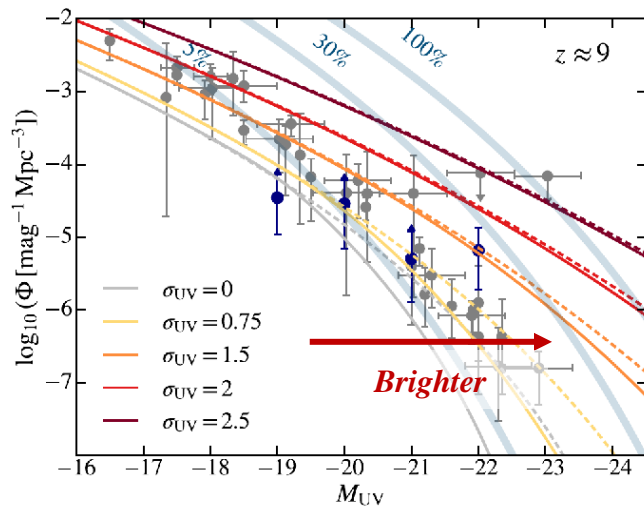 −2
−3
−4
−5
−6
−7
log₁₀(Φ [mag⁻¹ Mpc⁻³])
5%
30%
100%
z ≈ 9
σUV = 0
σUV = 0.75
σUV = 1.5
σUV = 2
σUV = 2.5
Brighter
−16 −17 −18 −19 −20 −21 −22 −23 −24
MUV